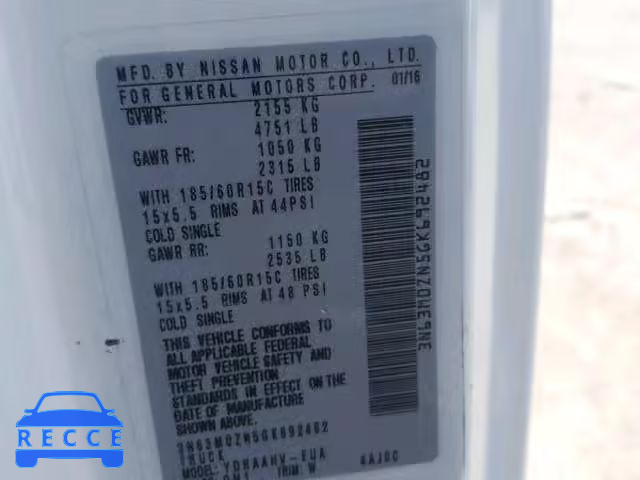 MFD. BY NISSAN MOTOR CO., LTD.
FOR GENERAL MOTORS CORP. 01/16
GVWR: 2155 KG
4751 LB
GAWR FR: 1050 KG
2315 LB
WITH 185/60R15C TIRES
15x5.5 RIMS AT 44PSI
COLD SINGLE
GAWR RR: 1150 KG
2535 LB
WITH 185/60R15C TIRES
15x5.5 RIMS AT 48 PSI
COLD SINGLE
THIS VEHICLE CONFORMS TO
ALL APPLICABLE FEDERAL
MOTOR VEHICLE SAFETY AND
THEFT PREVENTION
STANDARDS IN EFFECT ON THE
DATE OF MANUFACTURE
SHOWN ABOVE.
3N63M0ZN5GK692462
TRUCK
TRIM: W 4AJ0C
3N63M0ZN5GK692462
BIDCAR HISTORY
RECCE